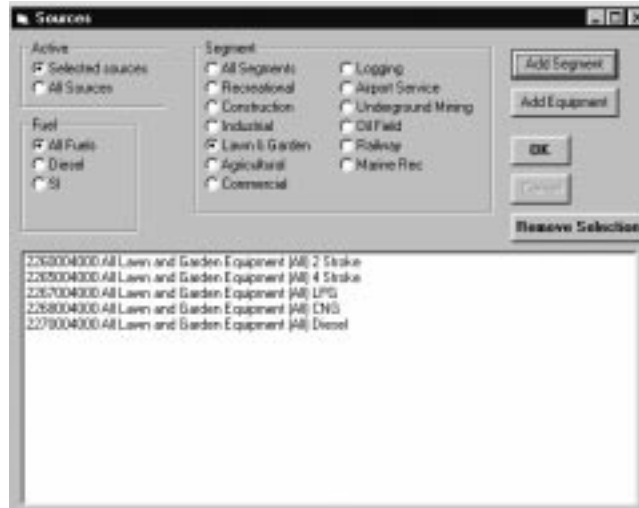 Sources
Active
Selected sources
All Sources
Fuel
All Fuels
Diesel
SI
Segment
All Segments
Recreational
Construction
Industrial
Lawn & Garden
Agricultural
Commercial
Logging
Airport Service
Underground Mining
Oil Field
Railway
Marine Rec
Add Segment
Add Equipment
OK
Cancel
Remove Selection
2260004000 All Lawn and Garden Equipment (All) 2 Stroke
2265004000 All Lawn and Garden Equipment (All) 4 Stroke
2267004000 All Lawn and Garden Equipment (All) LPG
2268004000 All Lawn and Garden Equipment (All) CNG
2270004000 All Lawn and Garden Equipment (All) Diesel